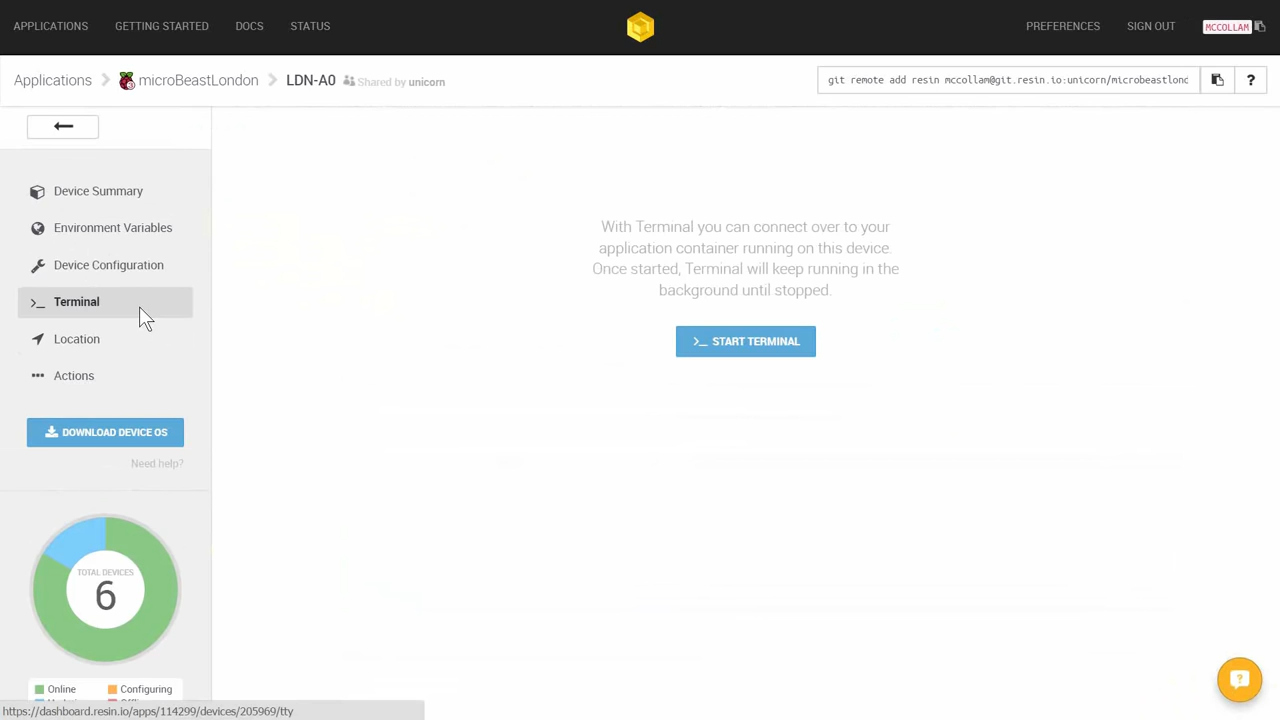 APPLICATIONS
GETTING STARTED
DOCS
STATUS
PREFERENCES
SIGN OUT
MCCOLLAM
Applications
microBeastLondon
LDN-A0
Shared by unicorn
git remote add resin mccollam@git.resin.io:unicorn/microbeastlond
?
Device Summary
Environment Variables
Device Configuration
>_ Terminal
Location
Actions
DOWNLOAD DEVICE OS
Need help?
With Terminal you can connect over to your
application container running on this device.
Once started, Terminal will keep running in the
background until stopped.
>_ START TERMINAL
TOTAL DEVICES
6
Online
Configuring
https://dashboard.resin.io/apps/114299/devices/205969/tty